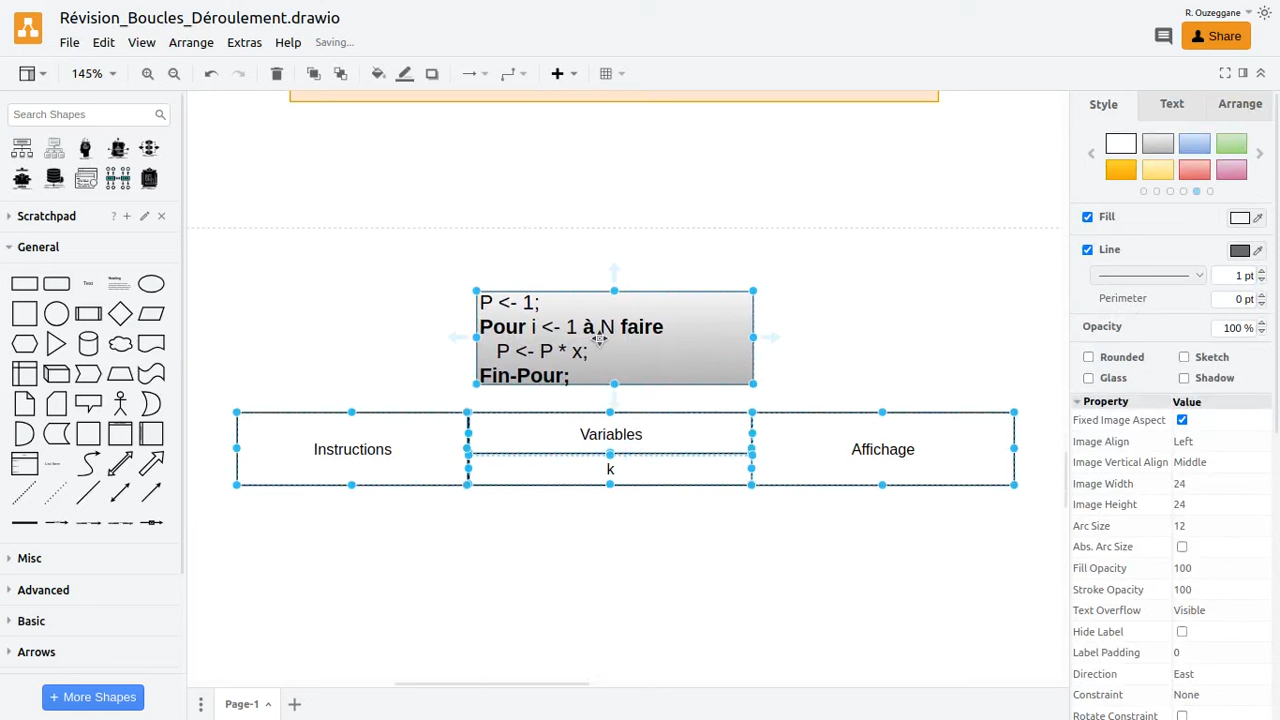 Révision_Boucles_Déroulement.drawio
R. Ouzeggane
File Edit View Arrange Extras Help Saving...
Share
145%
Search Shapes
Scratchpad
?
General
Text
Heading
List Item
Misc
Advanced
Basic
Arrows
+ More Shapes
P <- 1;
Pour i <- 1 à N faire
P <- P * x;
Fin-Pour;
Instructions
Variables
k
Affichage
Page-1
Style Text Arrange
Fill
Line
1 pt
Perimeter 0 pt
Opacity 100 %
Rounded Sketch
Glass Shadow
Property Value
Fixed Image Aspect
Image Align Left
Image Vertical Align Middle
Image Width 24
Image Height 24
Arc Size 12
Abs. Arc Size
Fill Opacity 100
Stroke Opacity 100
Text Overflow Visible
Hide Label
Label Padding 0
Direction East
Constraint None
Rotate Constraint